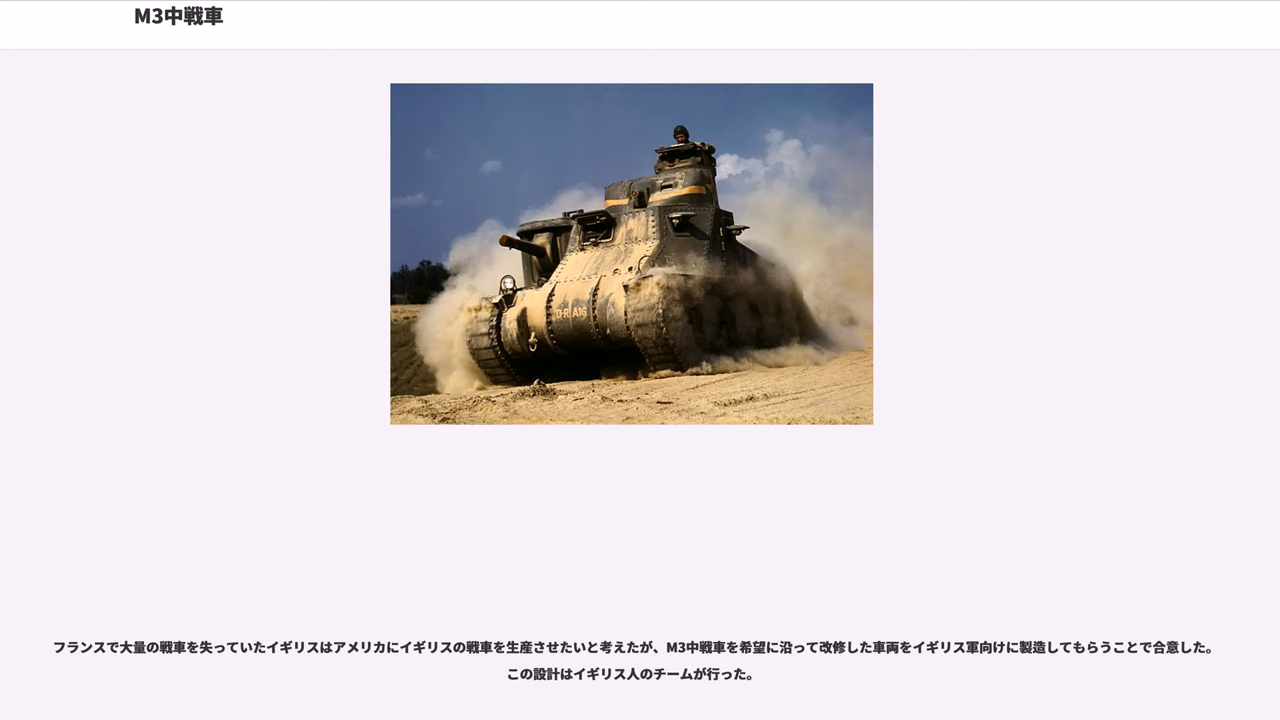 M3中戦車
D-R A16
フランスで大量の戦車を失っていたイギリスはアメリカにイギリスの戦車を生産させたいと考えたが、M3中戦車を希望に沿って改修した車両をイギリス軍向けに製造してもらうことで合意した。
この設計はイギリス人のチームが行った。